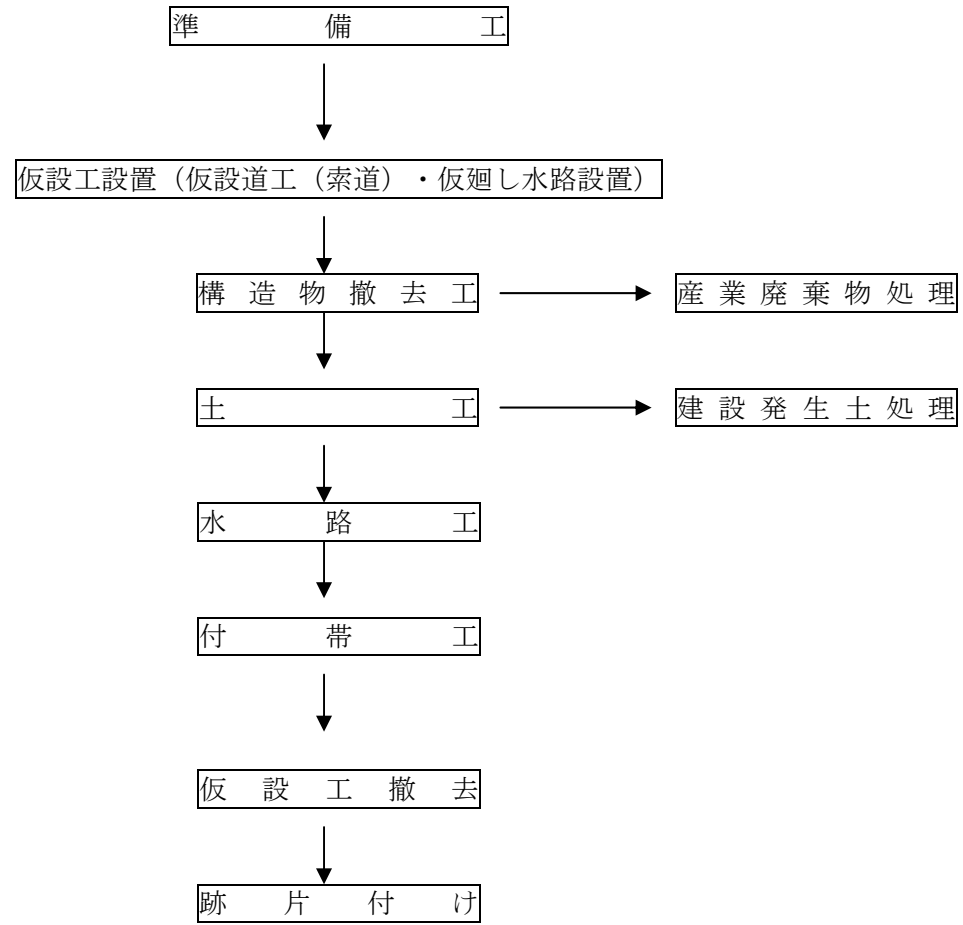 準備工
仮設工設置（仮設道工（索道）・仮廻し水路設置）
構造物撤去工
産業廃棄物処理
土工
建設発生土処理
水路工
付帯工
仮設工撤去
跡片付け